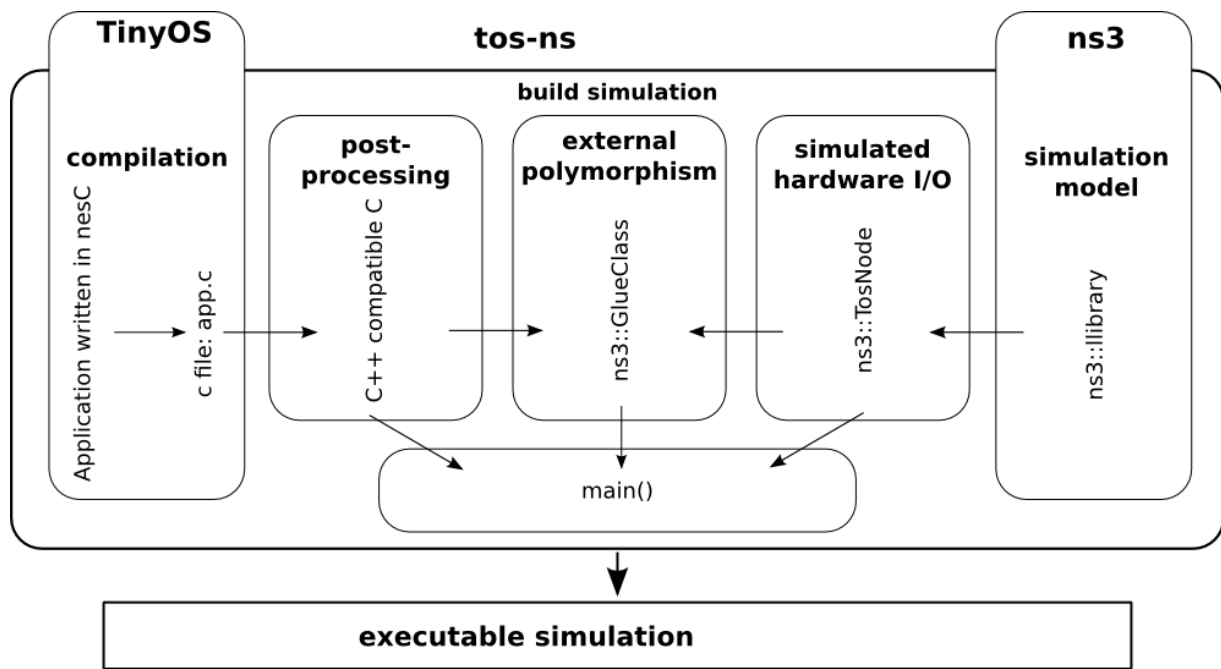 TinyOS
tos-ns
ns3
build simulation
compilation
Application written in nesC
c file: app.c
post-
processing
C++ compatible C
external
polymorphism
ns3::GlueClass
simulated
hardware I/O
ns3::TosNode
simulation
model
ns3::llibrary
main()
executable simulation